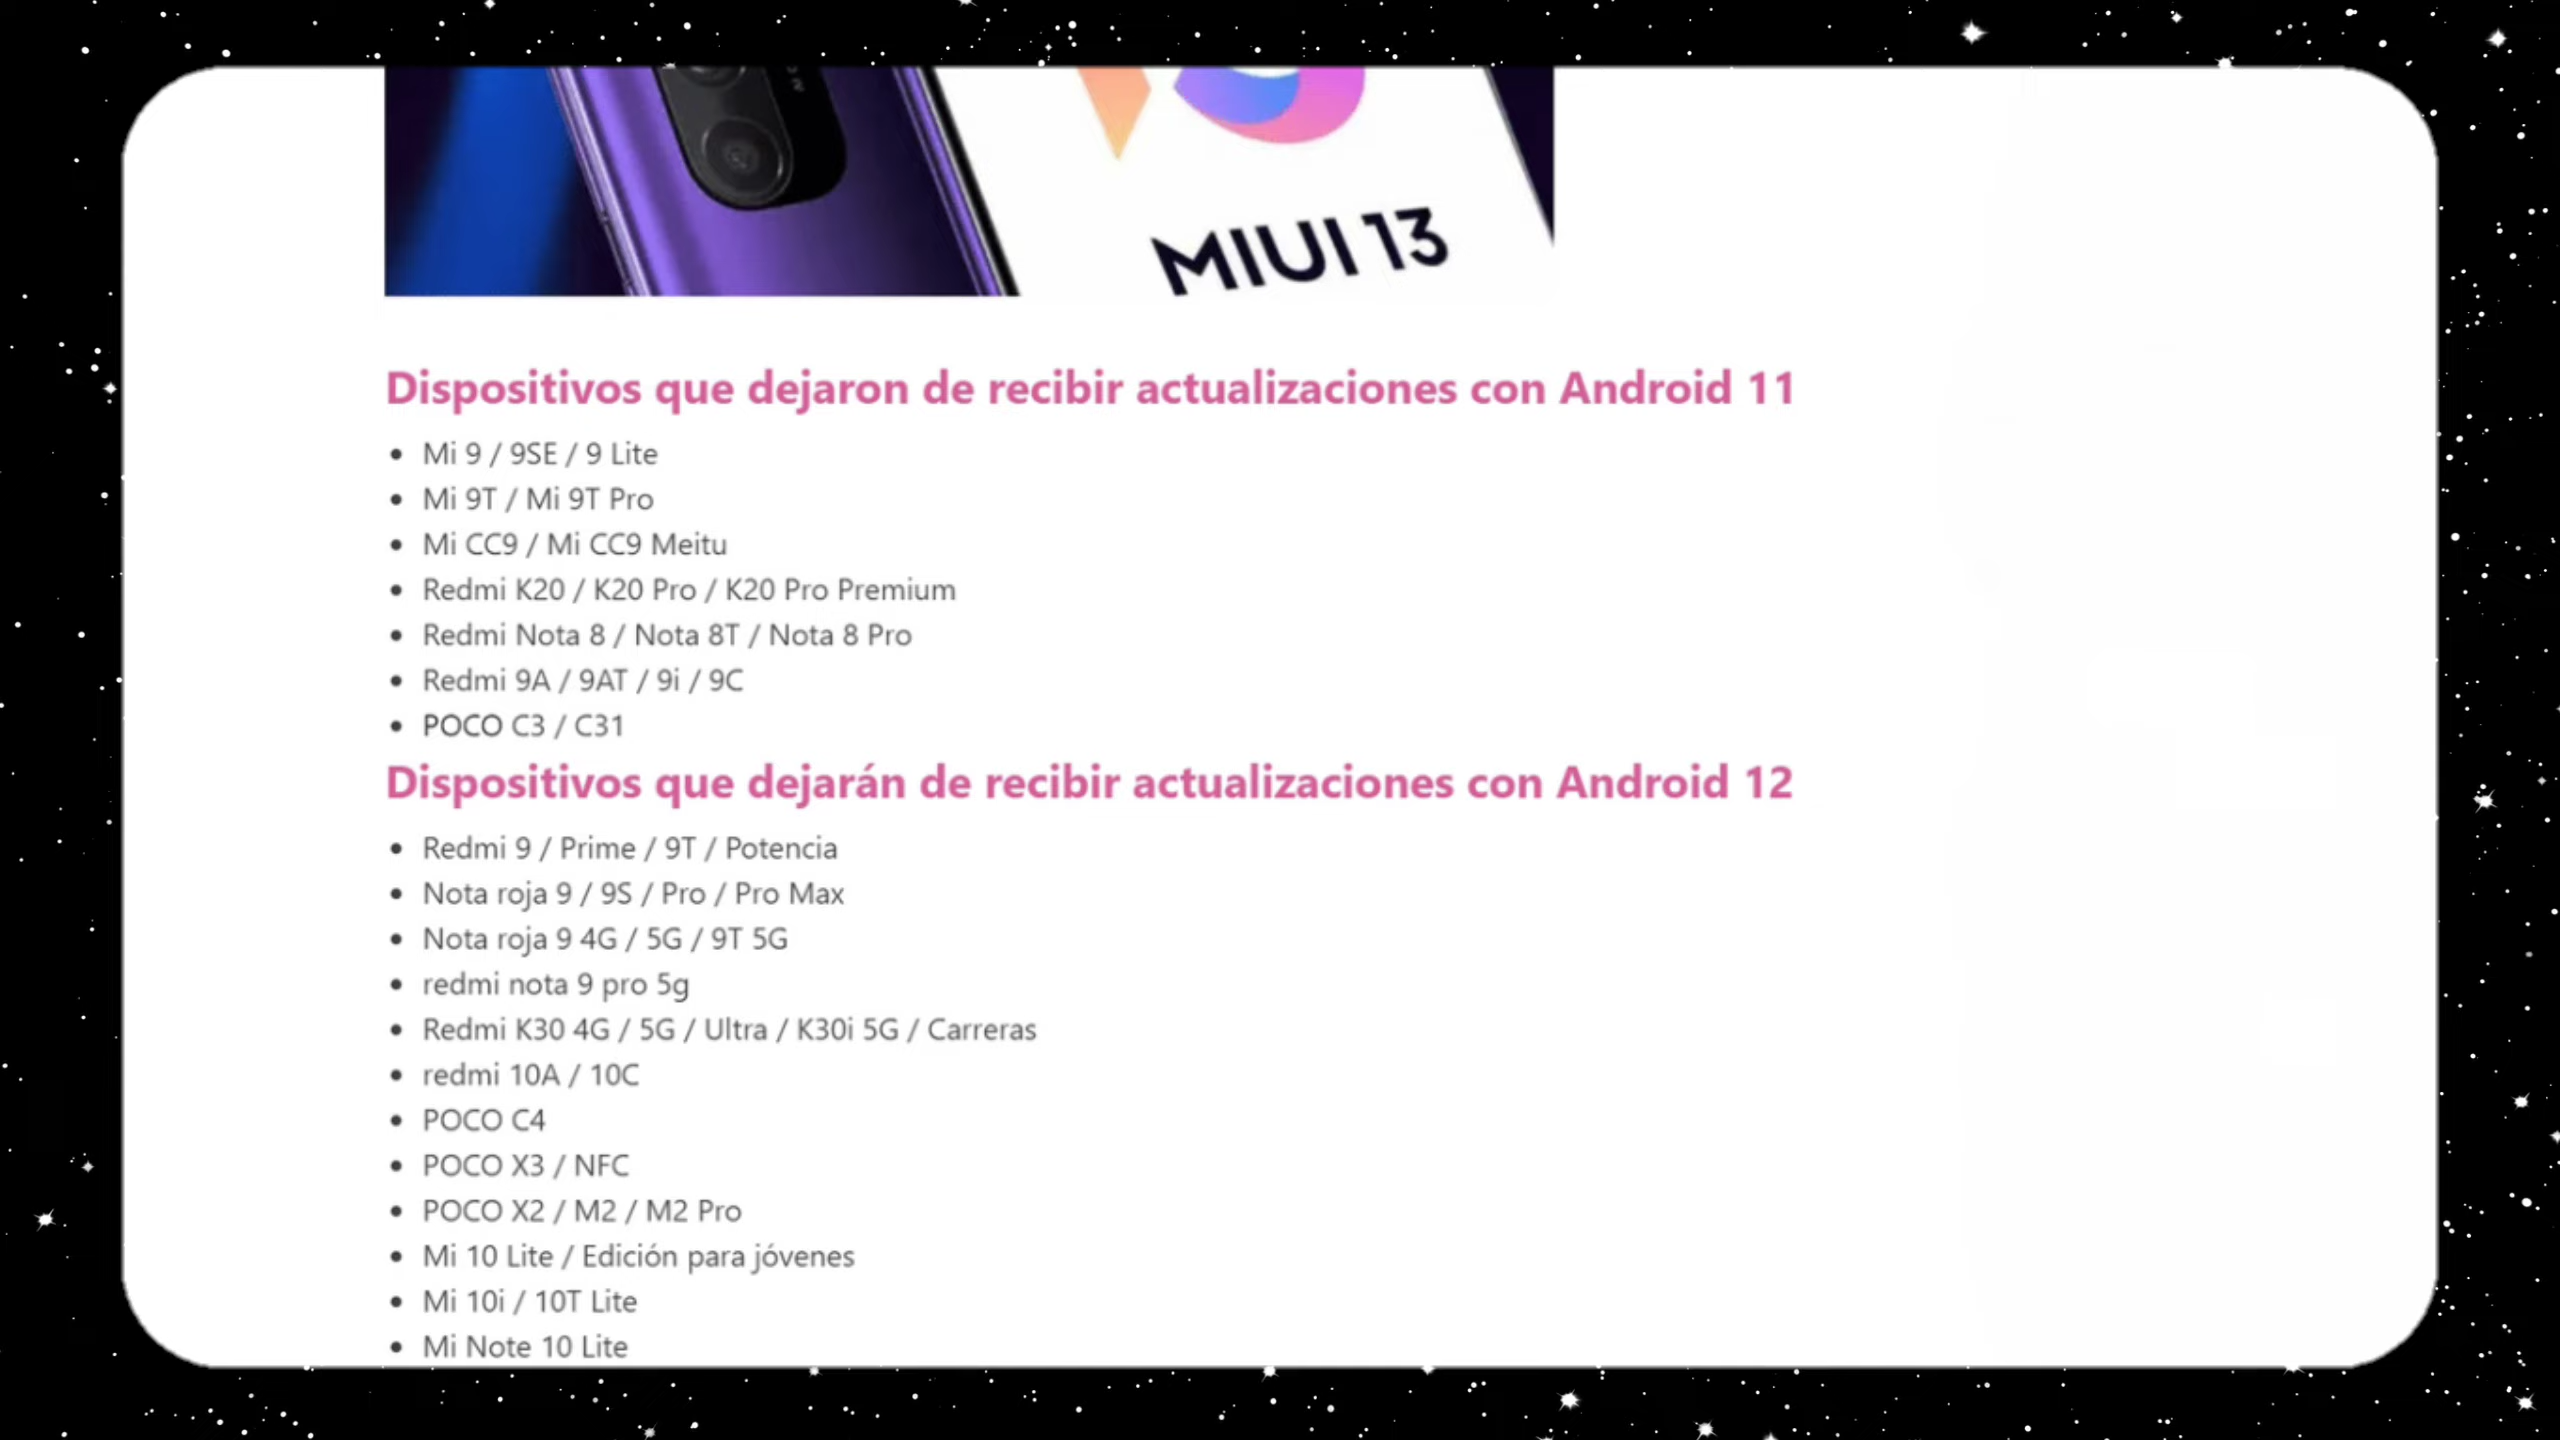 MIUI 13
Dispositivos que dejaron de recibir actualizaciones con Android 11
Mi 9 / 9SE / 9 Lite
Mi 9T / Mi 9T Pro
Mi CC9 / Mi CC9 Meitu
Redmi K20 / K20 Pro / K20 Pro Premium
Redmi Nota 8 / Nota 8T / Nota 8 Pro
Redmi 9A / 9AT / 9i / 9C
POCO C3 / C31
Dispositivos que dejarán de recibir actualizaciones con Android 12
Redmi 9 / Prime / 9T / Potencia
Nota roja 9 / 9S / Pro / Pro Max
Nota roja 9 4G / 5G / 9T 5G
redmi nota 9 pro 5g
Redmi K30 4G / 5G / Ultra / K30i 5G / Carreras
redmi 10A / 10C
POCO C4
POCO X3 / NFC
POCO X2 / M2 / M2 Pro
Mi 10 Lite / Edición para jóvenes
Mi 10i / 10T Lite
Mi Note 10 Lite